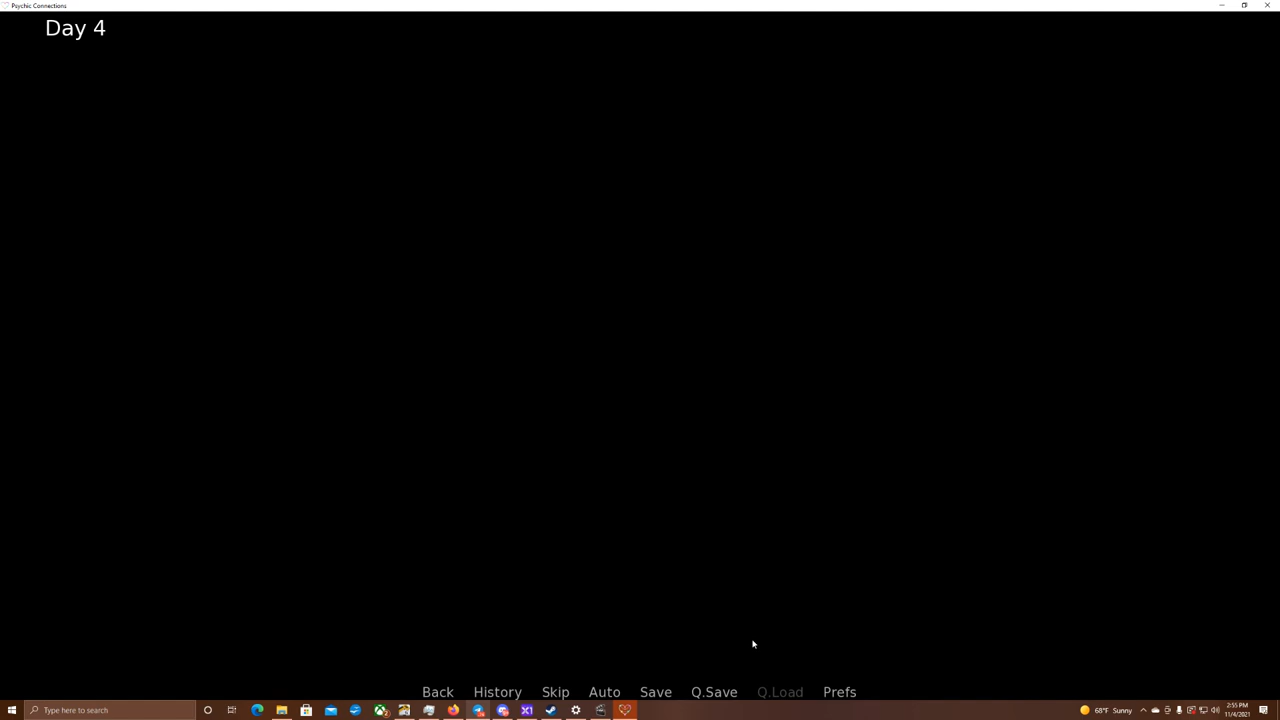 Psychic Connections
Day 4
Back History Skip Auto Save Q.Save Q.Load Prefs
Type here to search
68°F Sunny
2:55 PM
11/4/2021